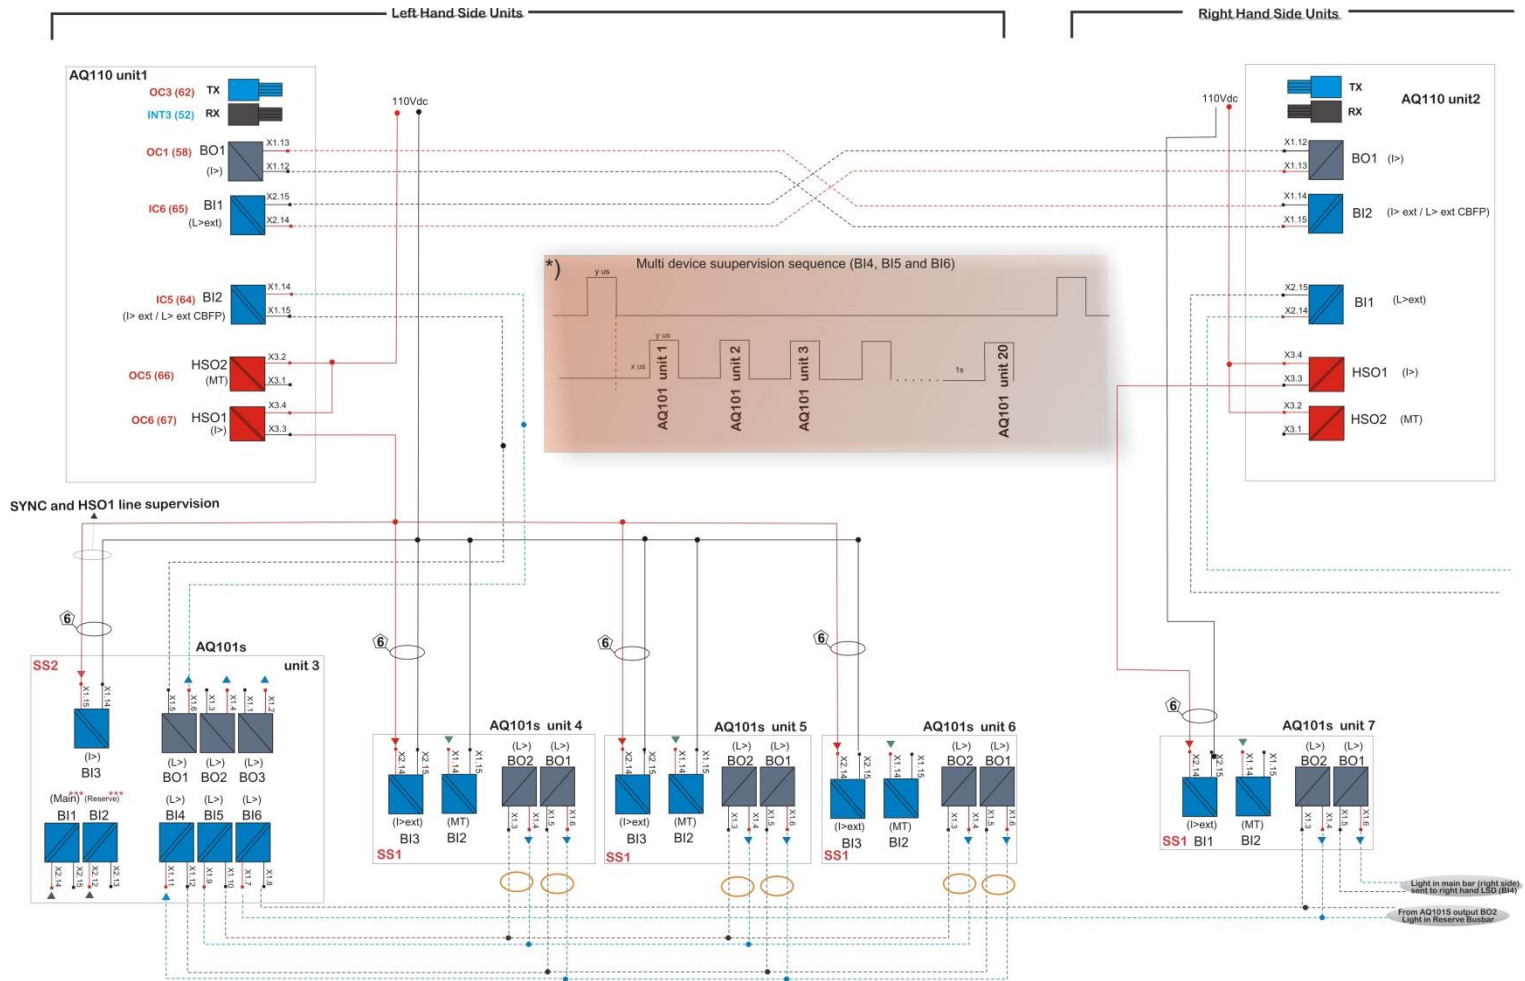 Left Hand Side Units
Right Hand Side Units
AQ110 unit1
OC3 (62) TX
INT3 (52) RX
OC1 (58) BO1
(I>)
X1.13
X1.12
IC6 (65) BI1
(L>ext)
X2.15
X2.14
IC5 (64) BI2
(I> ext / L> ext CBFP)
X1.14
X1.15
OC5 (66)
HSO2
(MT)
X3.2
X3.1
OC6 (67)
HSO1
(I>)
X3.4
X3.3
110Vdc
110Vdc
TX
RX
AQ110 unit2
X1.12
X1.13
BO1 (I>)
X1.14
X1.15
BI2 (I> ext / L> ext CBFP)
X2.15
X2.14
BI1 (L>ext)
X3.4
X3.3
HSO1 (I>)
X3.2
X3.1
HSO2 (MT)
*)
Multi device suupervision sequence (BI4, BI5 and BI6)
y us
y us
x us
1s
AQ101 unit 1
AQ101 unit 2
AQ101 unit 3
AQ101 unit 20
SYNC and HSO1 line supervision
6
6
6
6
6
AQ101s
unit 3
SS2
X1.15
X1.14
X1.5
X1.6
X1.3
X1.4
X1.1
X1.2
(I>)
BI3
(L>)
BO1
(L>)
BO2
(L>)
BO3
(Main)***
BI1
(Reserve)***
BI2
(L>)
BI4
(L>)
BI5
(L>)
BI6
X2.14
X2.15
X2.12
X2.13
X1.11
X1.12
X1.9
X1.10
X1.7
X1.8
AQ101s unit 4
X2.14
X2.15
X1.14
X1.15
(L>)
BO2
(L>)
BO1
(I>ext)
BI3
(MT)
BI2
X1.3
X1.4
X1.5
X1.6
SS1
AQ101s unit 5
X2.14
X2.15
X1.14
X1.15
(L>)
BO2
(L>)
BO1
(I>ext)
BI3
(MT)
BI2
X1.3
X1.4
X1.5
X1.6
SS1
AQ101s unit 6
X2.14
X2.15
X1.14
X1.15
(L>)
BO2
(L>)
BO1
(I>ext)
BI3
(MT)
BI2
X1.3
X1.4
X1.5
X1.6
SS1
AQ101s unit 7
X2.14
X2.15
X1.14
X1.15
(L>)
BO2
(L>)
BO1
(I>ext)
BI1
(MT)
BI2
X1.3
X1.4
X1.5
X1.6
SS1
Light in main bar (right side)
sent to right hand LSD (BI4)
From AQ101S output BO2
Light in Reserve Busbar